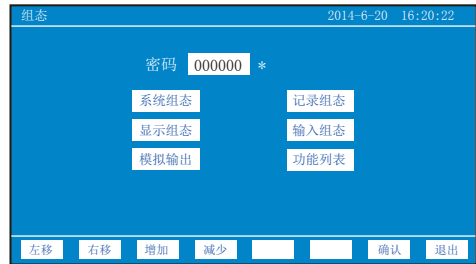 组态 2014-6-20 16:20:22
密码 000000 *
系统组态 记录组态
显示组态 输入组态
模拟输出 功能列表
左移 右移 增加 减少 确认 退出